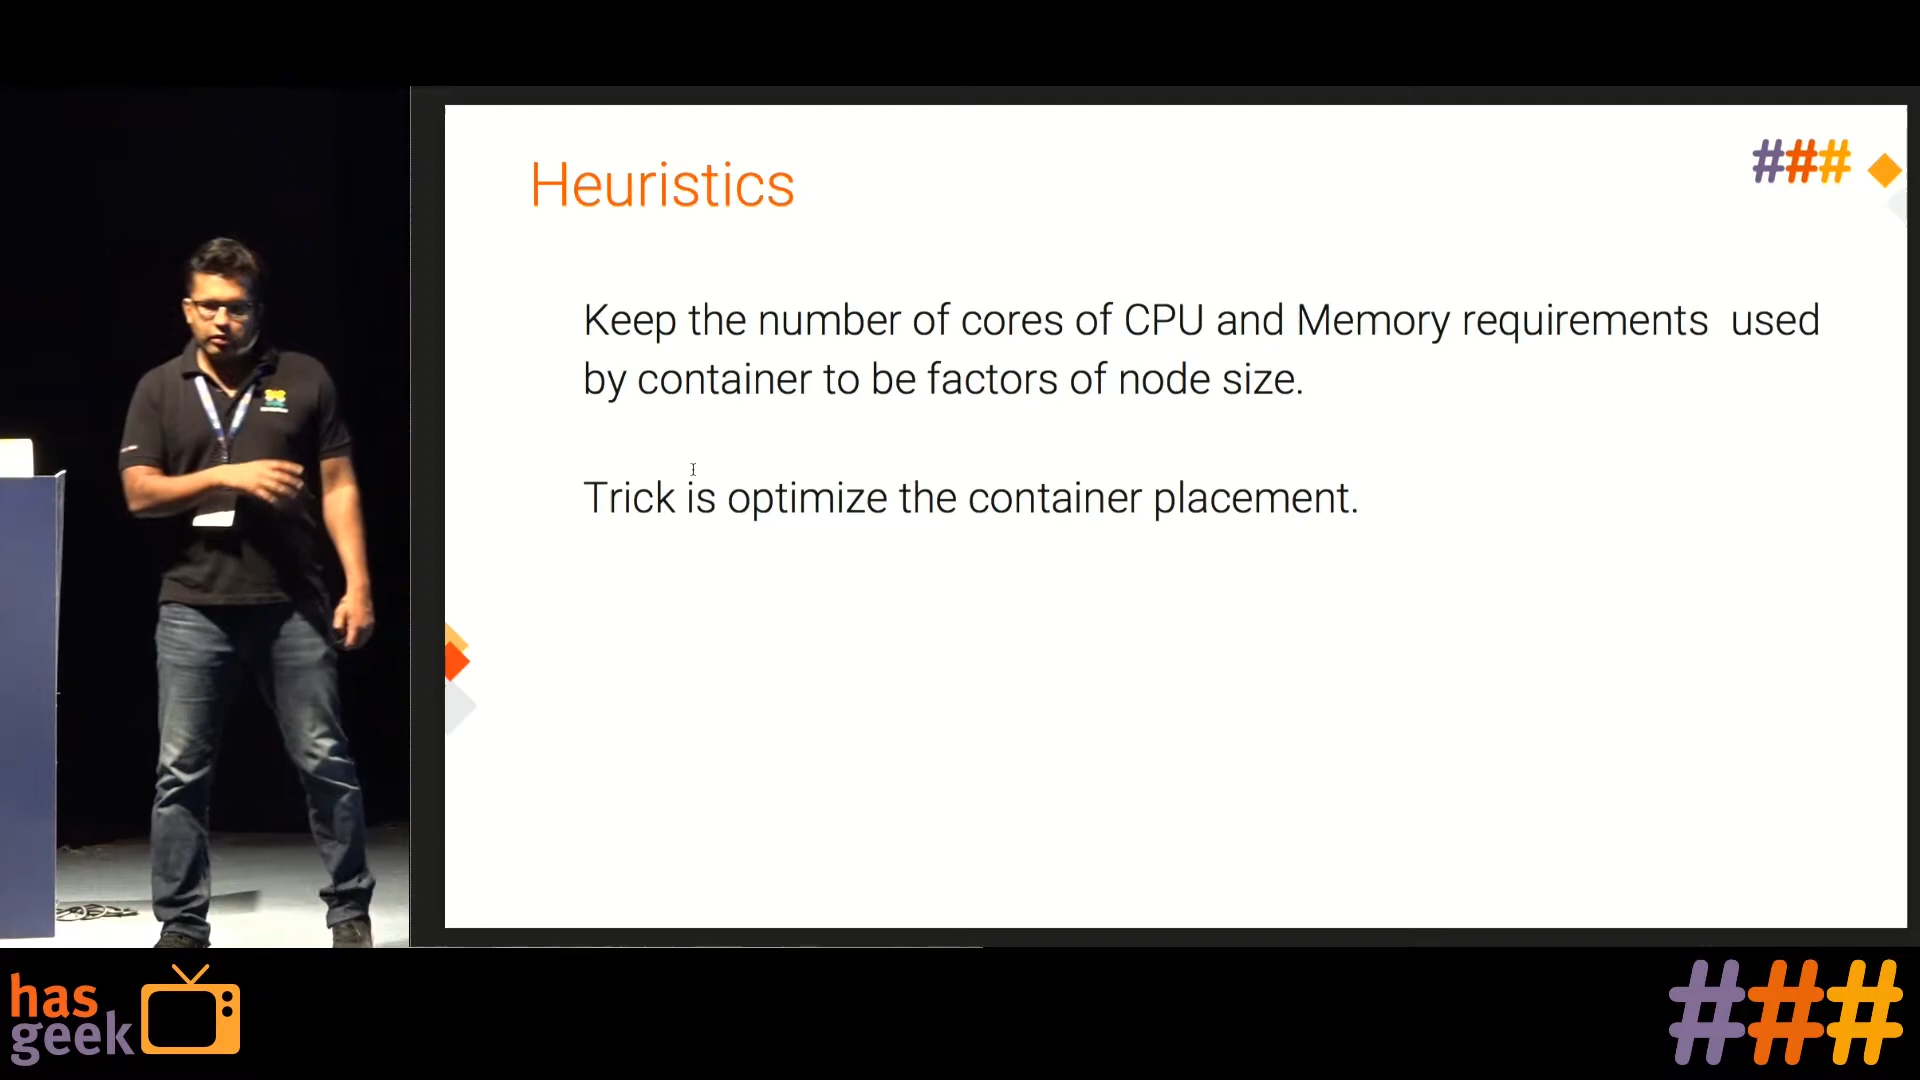 Heuristics
###
Keep the number of cores of CPU and Memory requirements  used
by container to be factors of node size.
Trick is optimize the container placement.
has
geek
###